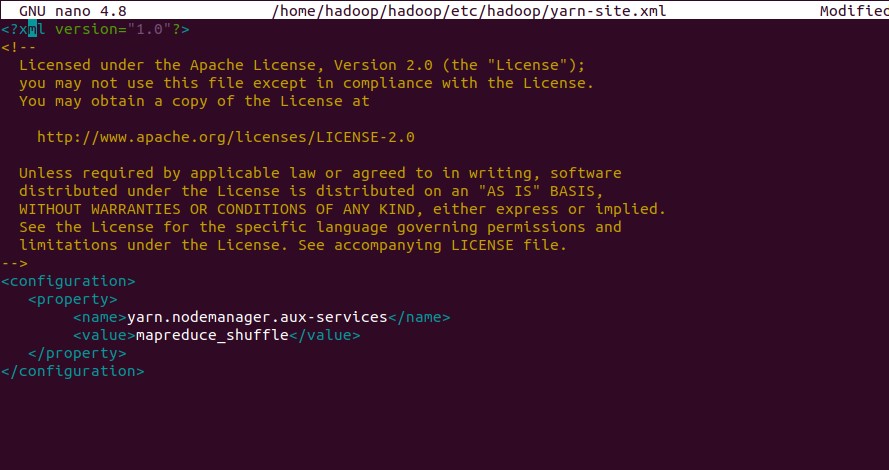 GNU nano 4.8 /home/hadoop/hadoop/etc/hadoop/yarn-site.xml Modified
<?xml version="1.0"?>
<!--
Licensed under the Apache License, Version 2.0 (the "License");
you may not use this file except in compliance with the License.
You may obtain a copy of the License at
http://www.apache.org/licenses/LICENSE-2.0
Unless required by applicable law or agreed to in writing, software
distributed under the License is distributed on an "AS IS" BASIS,
WITHOUT WARRANTIES OR CONDITIONS OF ANY KIND, either express or implied.
See the License for the specific language governing permissions and
limitations under the License. See accompanying LICENSE file.
-->
<configuration>
<property>
<name>yarn.nodemanager.aux-services</name>
<value>mapreduce_shuffle</value>
</property>
</configuration>